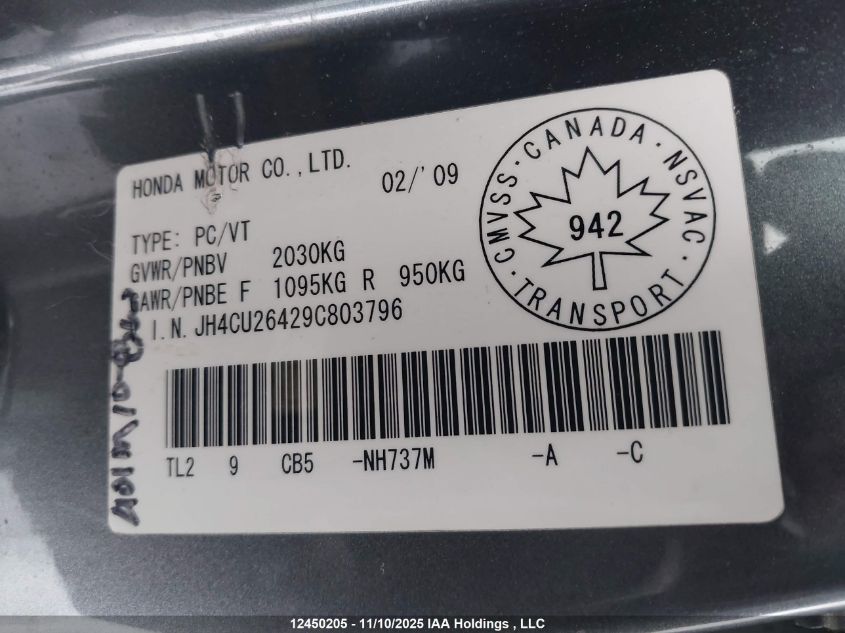 HONDA MOTOR CO.,LTD. 02/'09
TYPE: PC/VT
GVWR/PNBV 2030KG
GAWR/PNBE F 1095KG R 950KG
I.N. JH4CU26429C803796
CMVSS · CANADA · NSVAC · TRANSPORT ·
942
TL2 9 CB5 -NH737M -A -C
12450205 - 11/10/2025 IAA Holdings , LLC